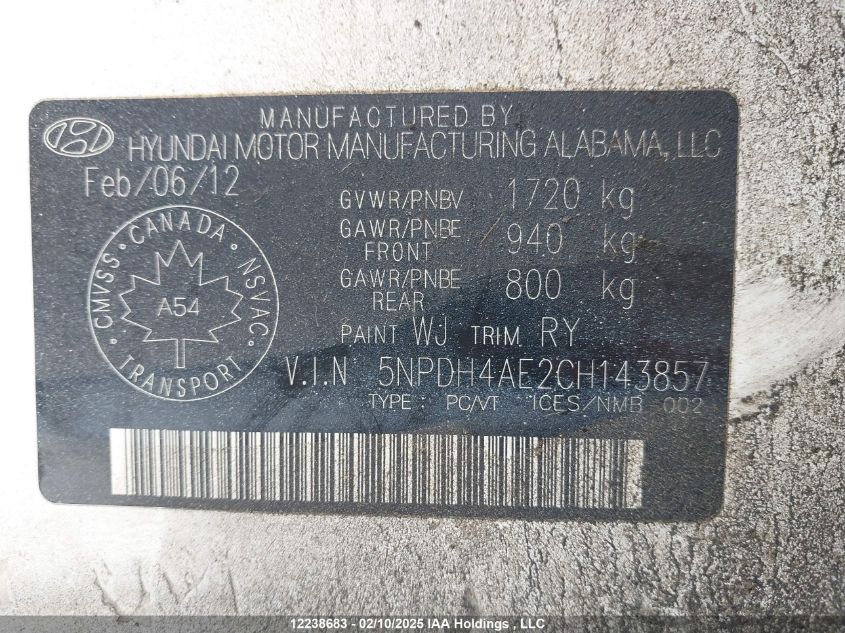 MANUFACTURED BY
HYUNDAI MOTOR MANUFACTURING ALABAMA, LLC
Feb/06/12
GVWR/PNBV 1720 kg
GAWR/PNBE FRONT 940 kg
GAWR/PNBE REAR 800 kg
CANADA
CMVSS · NSVAC
A54
TRANSPORT
PAINT WJ TRIM RY
V.I.N 5NPDH4AE2CH143857
TYPE : PC/VT ICES/NMB-002
12238683 - 02/10/2025 IAA Holdings, LLC